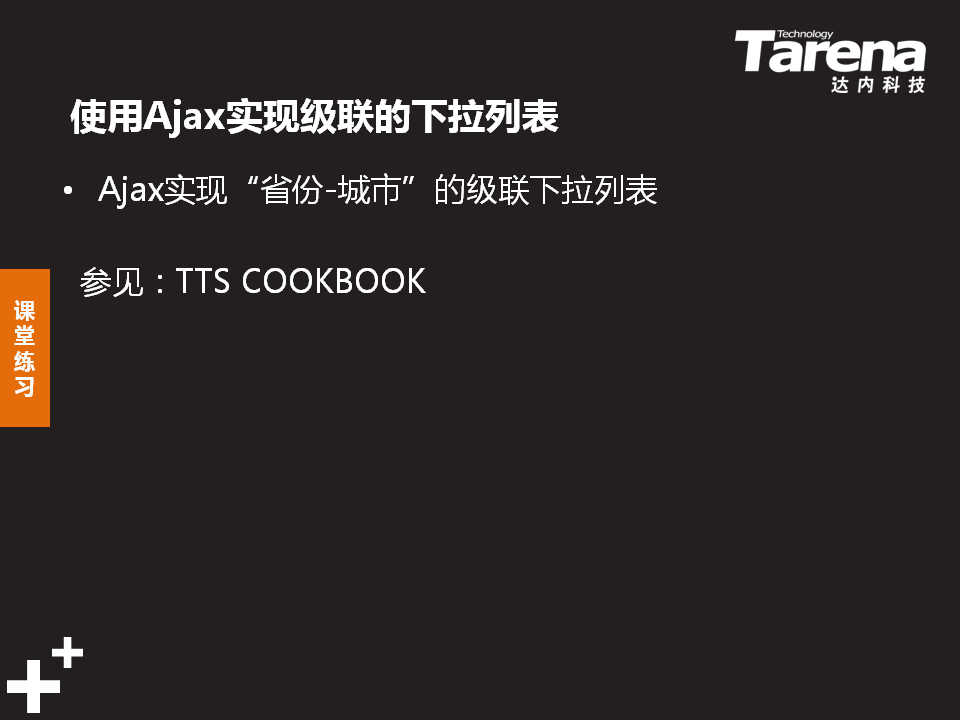 Technology
Tarena
达内科技
使用Ajax实现级联的下拉列表
• Ajax实现“省份-城市”的级联下拉列表
参见：TTS COOKBOOK
课
堂
练
习